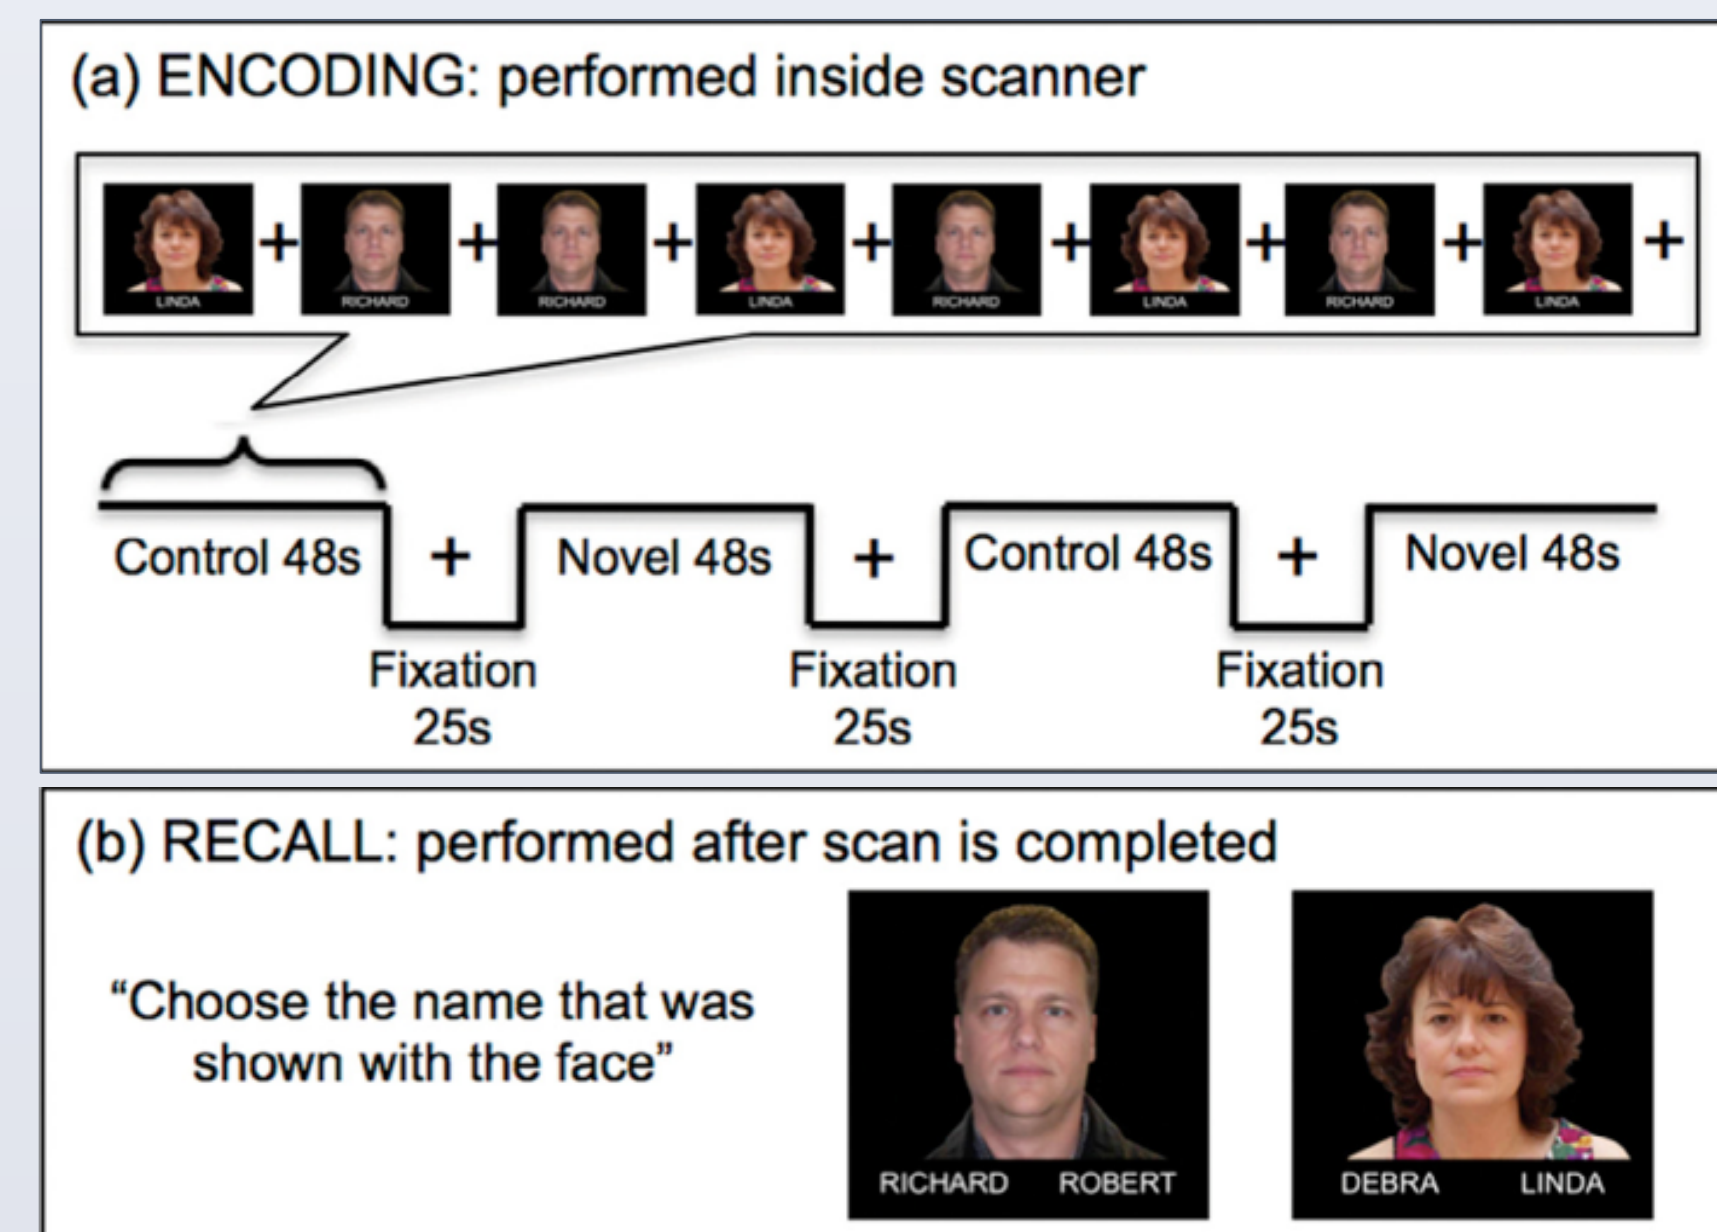 (a) ENCODING: performed inside scanner
LINDA
RICHARD
RICHARD
LINDA
RICHARD
LINDA
RICHARD
LINDA
Control 48s
+
Novel 48s
+
Control 48s
+
Novel 48s
Fixation
25s
Fixation
25s
Fixation
25s
(b) RECALL: performed after scan is completed
“Choose the name that was
shown with the face”
RICHARD ROBERT
DEBRA LINDA